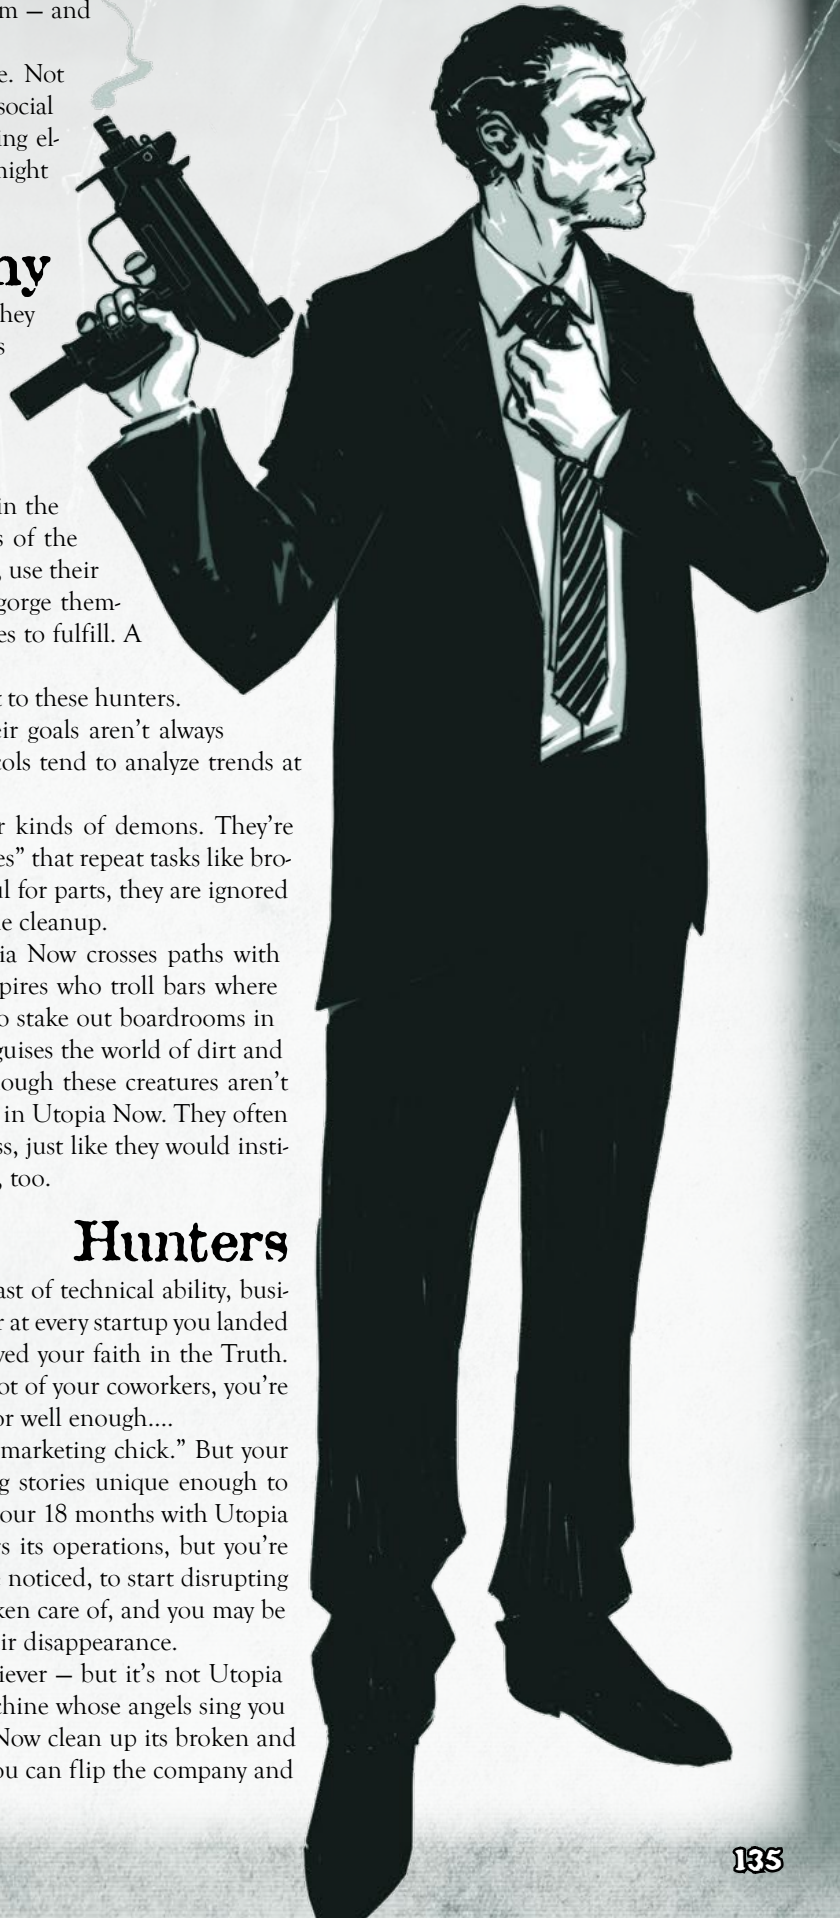 m — and
e. Not
social
ing el-
night
ny
hey
s
in the
s of the
, use their
gorge them-
es to fulfill. A
t to these hunters.
eir goals aren't always
cols tend to analyze trends at
r kinds of demons. They're
es” that repeat tasks like bro-
ul for parts, they are ignored
e cleanup.
ia Now crosses paths with
pires who troll bars where
o stake out boardrooms in
guises the world of dirt and
ough these creatures aren't
in Utopia Now. They often
ss, just like they would insti-
, too.
Hunters
ast of technical ability, busi-
r at every startup you landed
yed your faith in the Truth.
ot of your coworkers, you're
or well enough....
marketing chick.” But your
g stories unique enough to
our 18 months with Utopia
s its operations, but you're
noticed, to start disrupting
ken care of, and you may be
ir disappearance.
iever — but it's not Utopia
chine whose angels sing you
Now clean up its broken and
ou can flip the company and
135